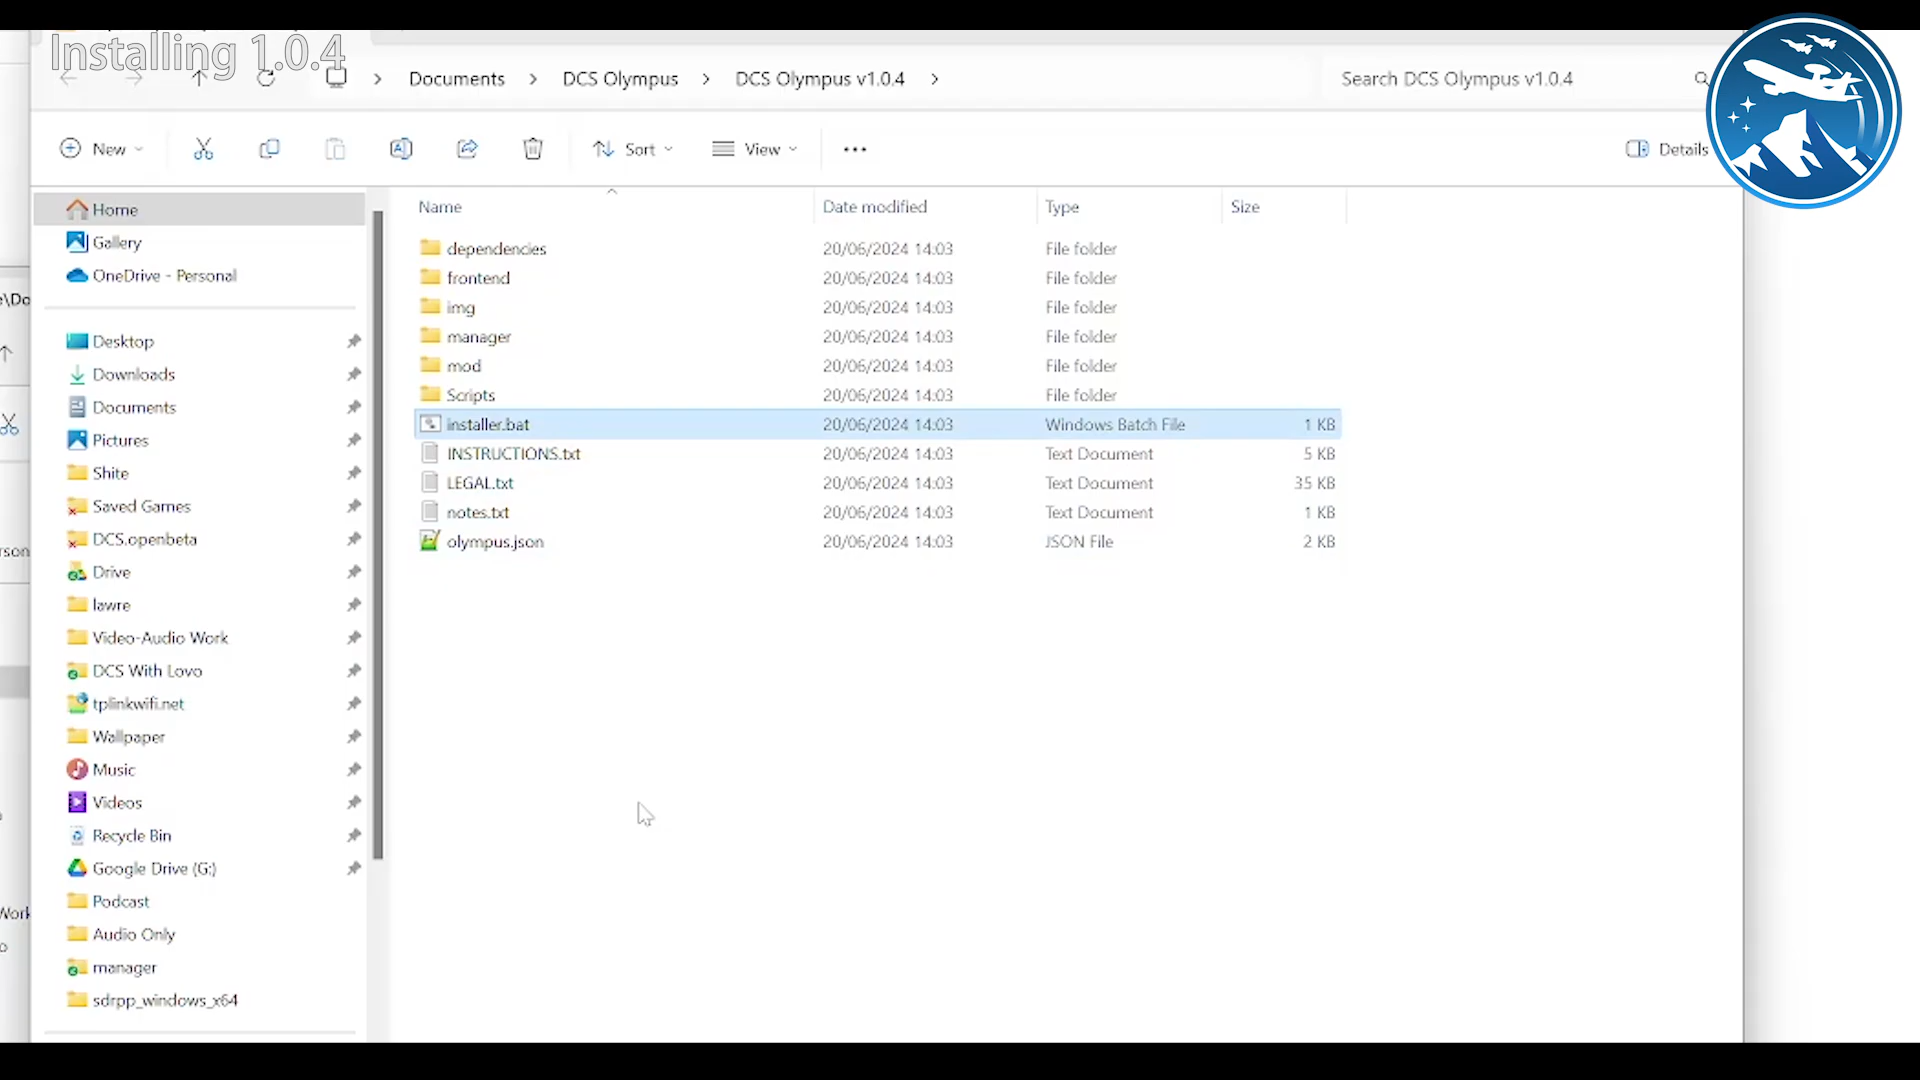 Installing 1.0.4
Documents > DCS Olympus > DCS Olympus v1.0.4 >
Search DCS Olympus v1.0.4
New
Sort
View
Details
Home
Gallery
OneDrive - Personal
Desktop
Downloads
Documents
Pictures
Shite
Saved Games
DCS.openbeta
Drive
lawre
Video-Audio Work
DCS With Lovo
tplinkwifi.net
Wallpaper
Music
Videos
Recycle Bin
Google Drive (G:)
Podcast
Audio Only
manager
sdrpp_windows_x64
Name Date modified Type Size
dependencies 20/06/2024 14:03 File folder
frontend 20/06/2024 14:03 File folder
img 20/06/2024 14:03 File folder
manager 20/06/2024 14:03 File folder
mod 20/06/2024 14:03 File folder
Scripts 20/06/2024 14:03 File folder
installer.bat 20/06/2024 14:03 Windows Batch File 1 KB
INSTRUCTIONS.txt 20/06/2024 14:03 Text Document 5 KB
LEGAL.txt 20/06/2024 14:03 Text Document 35 KB
notes.txt 20/06/2024 14:03 Text Document 1 KB
olympus.json 20/06/2024 14:03 JSON File 2 KB